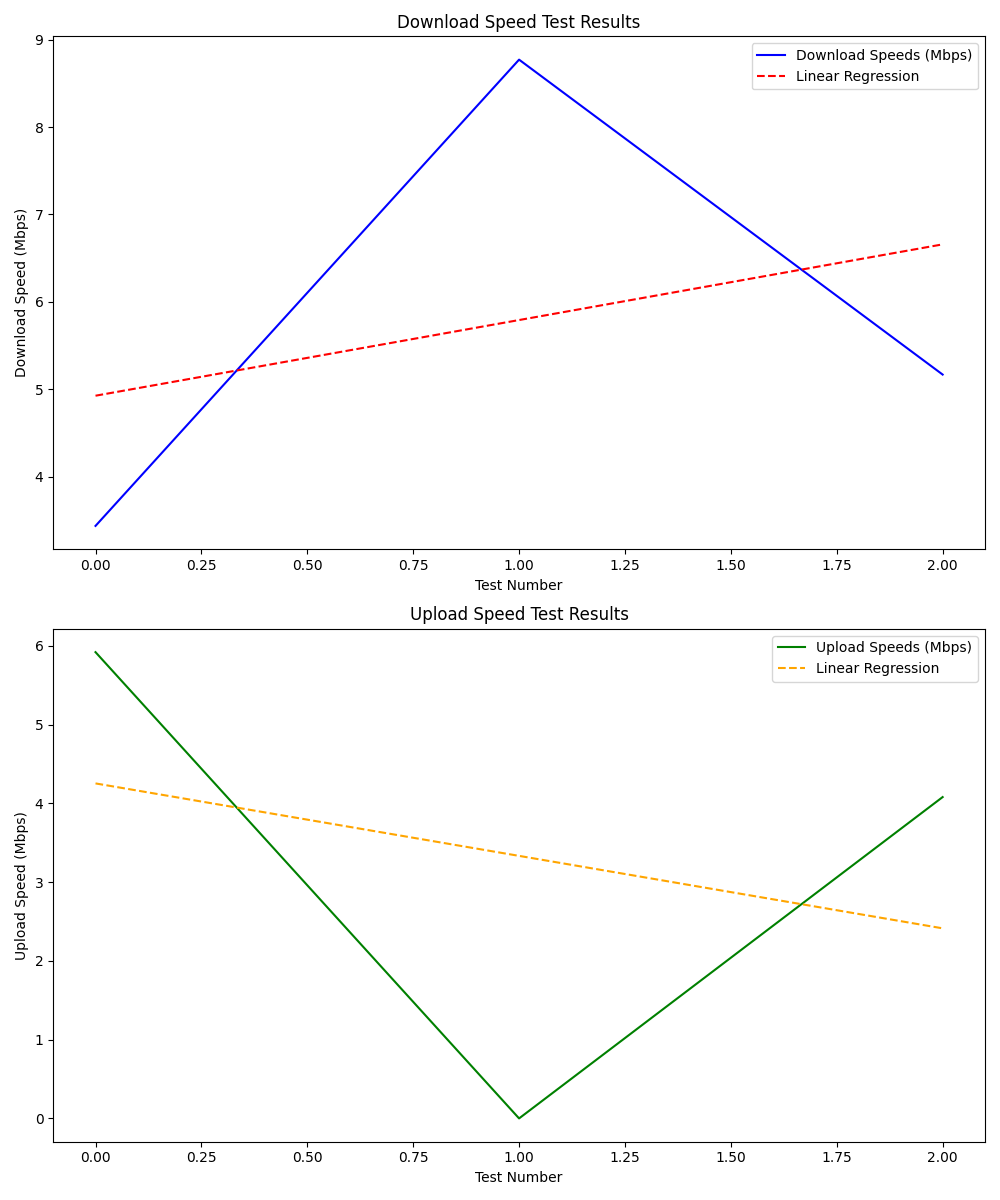 Download Speed Test Results
Download Speeds (Mbps)
Linear Regression
Download Speed (Mbps)
9
8
7
6
5
4
0.00 0.25 0.50 0.75 1.00 1.25 1.50 1.75 2.00
Test Number
Upload Speed Test Results
Upload Speeds (Mbps)
Linear Regression
Upload Speed (Mbps)
6
5
4
3
2
1
0
0.00 0.25 0.50 0.75 1.00 1.25 1.50 1.75 2.00
Test Number